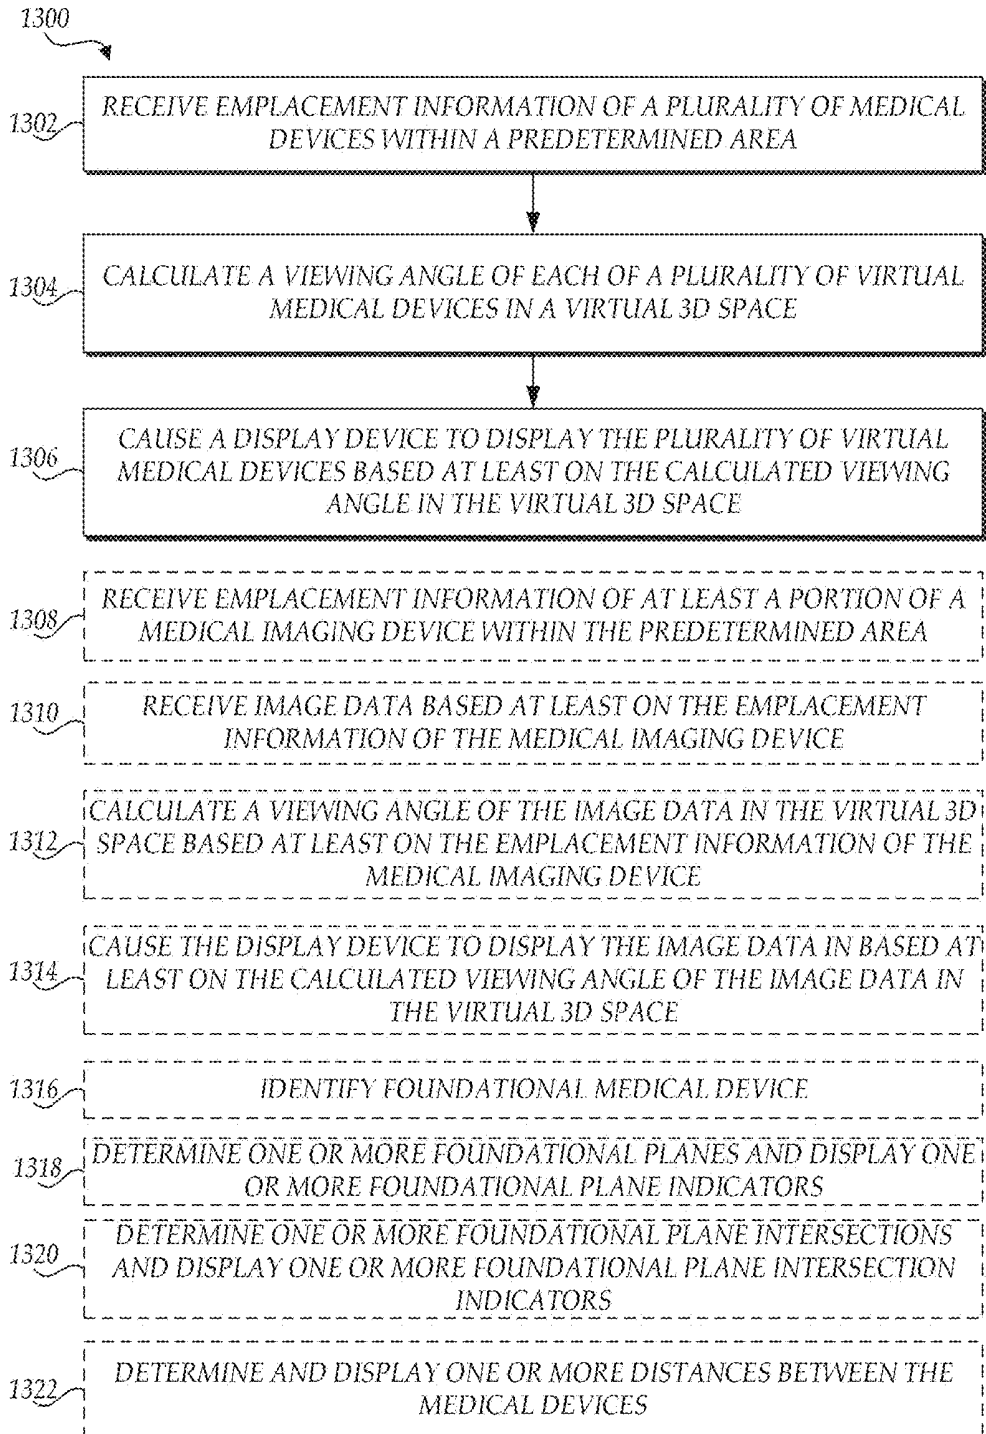 1300
1302
RECEIVE EMPLACEMENT INFORMATION OF A PLURALITY OF MEDICAL
DEVICES WITHIN A PREDETERMINED AREA
1304
CALCULATE A VIEWING ANGLE OF EACH OF A PLURALITY OF VIRTUAL
MEDICAL DEVICES IN A VIRTUAL 3D SPACE
1306
CAUSE A DISPLAY DEVICE TO DISPLAY THE PLURALITY OF VIRTUAL
MEDICAL DEVICES BASED AT LEAST ON THE CALCULATED VIEWING
ANGLE IN THE VIRTUAL 3D SPACE
1308
RECEIVE EMPLACEMENT INFORMATION OF AT LEAST A PORTION OF A
MEDICAL IMAGING DEVICE WITHIN THE PREDETERMINED AREA
1310
RECEIVE IMAGE DATA BASED AT LEAST ON THE EMPLACEMENT
INFORMATION OF THE MEDICAL IMAGING DEVICE
1312
CALCULATE A VIEWING ANGLE OF THE IMAGE DATA IN THE VIRTUAL 3D
SPACE BASED AT LEAST ON THE EMPLACEMENT INFORMATION OF THE
MEDICAL IMAGING DEVICE
1314
CAUSE THE DISPLAY DEVICE TO DISPLAY THE IMAGE DATA IN BASED AT
LEAST ON THE CALCULATED VIEWING ANGLE OF THE IMAGE DATA IN
THE VIRTUAL 3D SPACE
1316
IDENTIFY FOUNDATIONAL MEDICAL DEVICE
1318
DETERMINE ONE OR MORE FOUNDATIONAL PLANES AND DISPLAY ONE
OR MORE FOUNDATIONAL PLANE INDICATORS
1320
DETERMINE ONE OR MORE FOUNDATIONAL PLANE INTERSECTIONS
AND DISPLAY ONE OR MORE FOUNDATIONAL PLANE INTERSECTION
INDICATORS
1322
DETERMINE AND DISPLAY ONE OR MORE DISTANCES BETWEEN THE
MEDICAL DEVICES